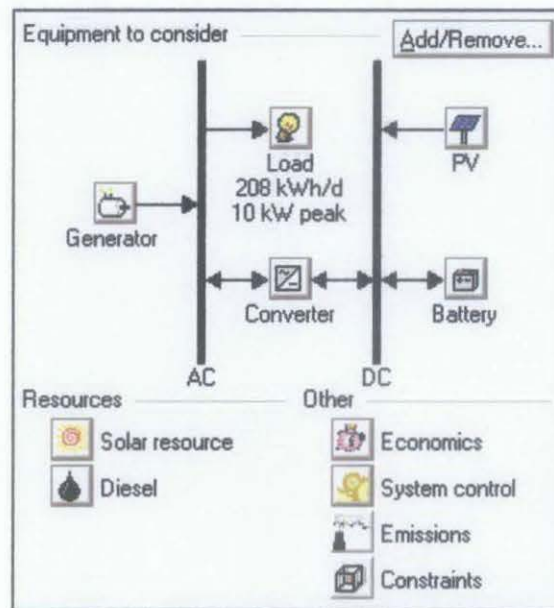 Equipment to consider
Add/Remove...
Load
208 kWh/d
10 kW peak
PV
Generator
Converter
Battery
AC
DC
Resources
Other
Solar resource
Economics
Diesel
System control
Emissions
Constraints